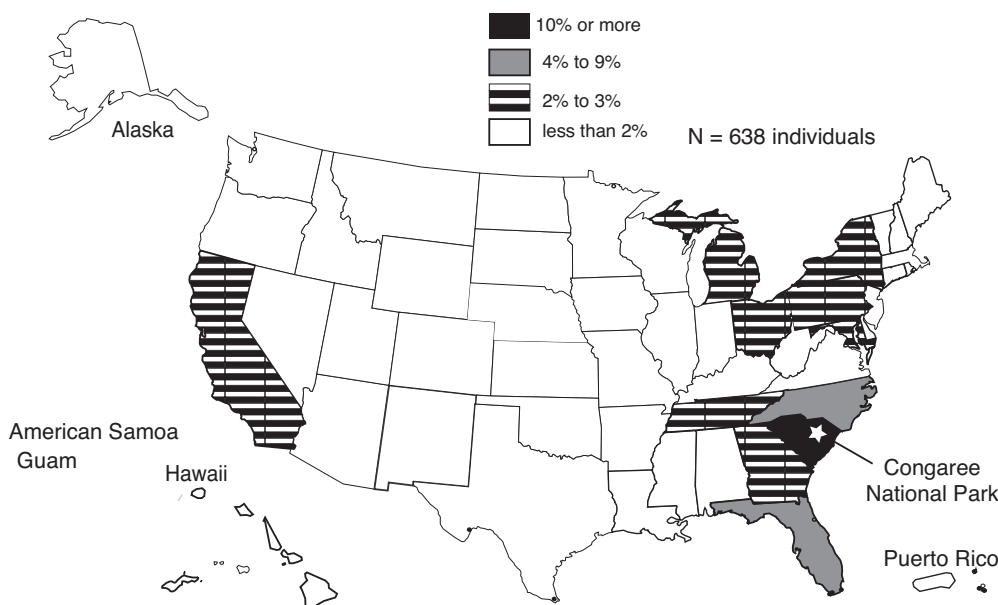 10% or more
4% to 9%
2% to 3%
less than 2%
N = 638 individuals
Alaska
American Samoa
Guam
Hawaii
Congaree
National Park
Puerto Rico